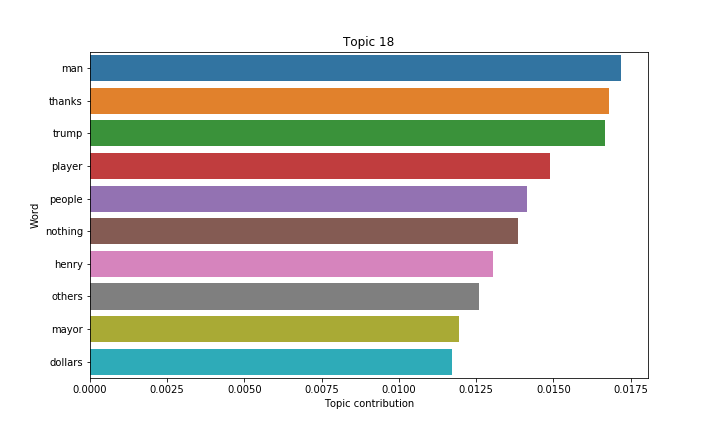 Topic 18
Word
man
thanks
trump
player
people
nothing
henry
others
mayor
dollars
0.0000 0.0025 0.0050 0.0075 0.0100 0.0125 0.0150 0.0175
Topic contribution